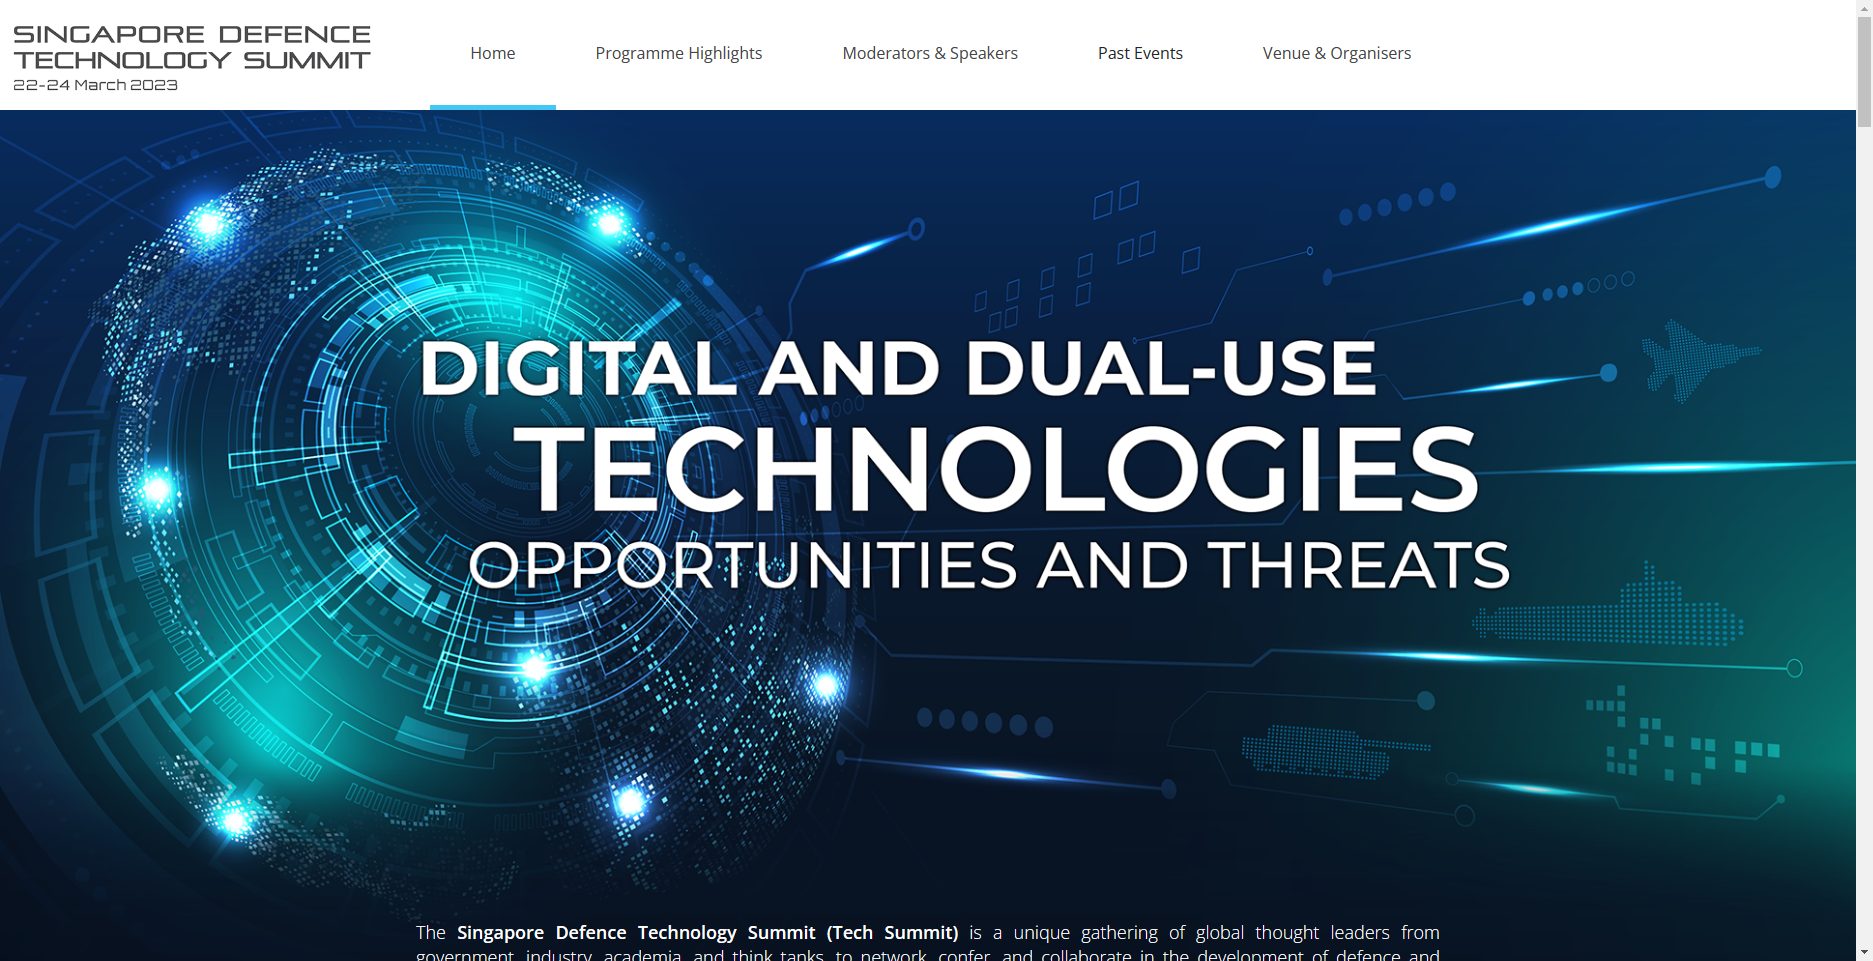 SINGAPORE DEFENCE
TECHNOLOGY SUMMIT
22-24 March 2023
Home
Programme Highlights
Moderators & Speakers
Past Events
Venue & Organisers
DIGITAL AND DUAL-USE
TECHNOLOGIES
OPPORTUNITIES AND THREATS
The Singapore Defence Technology Summit (Tech Summit) is a unique gathering of global thought leaders from
government, industry, academia, and think tanks, to network, confer, and collaborate in the development of defence and